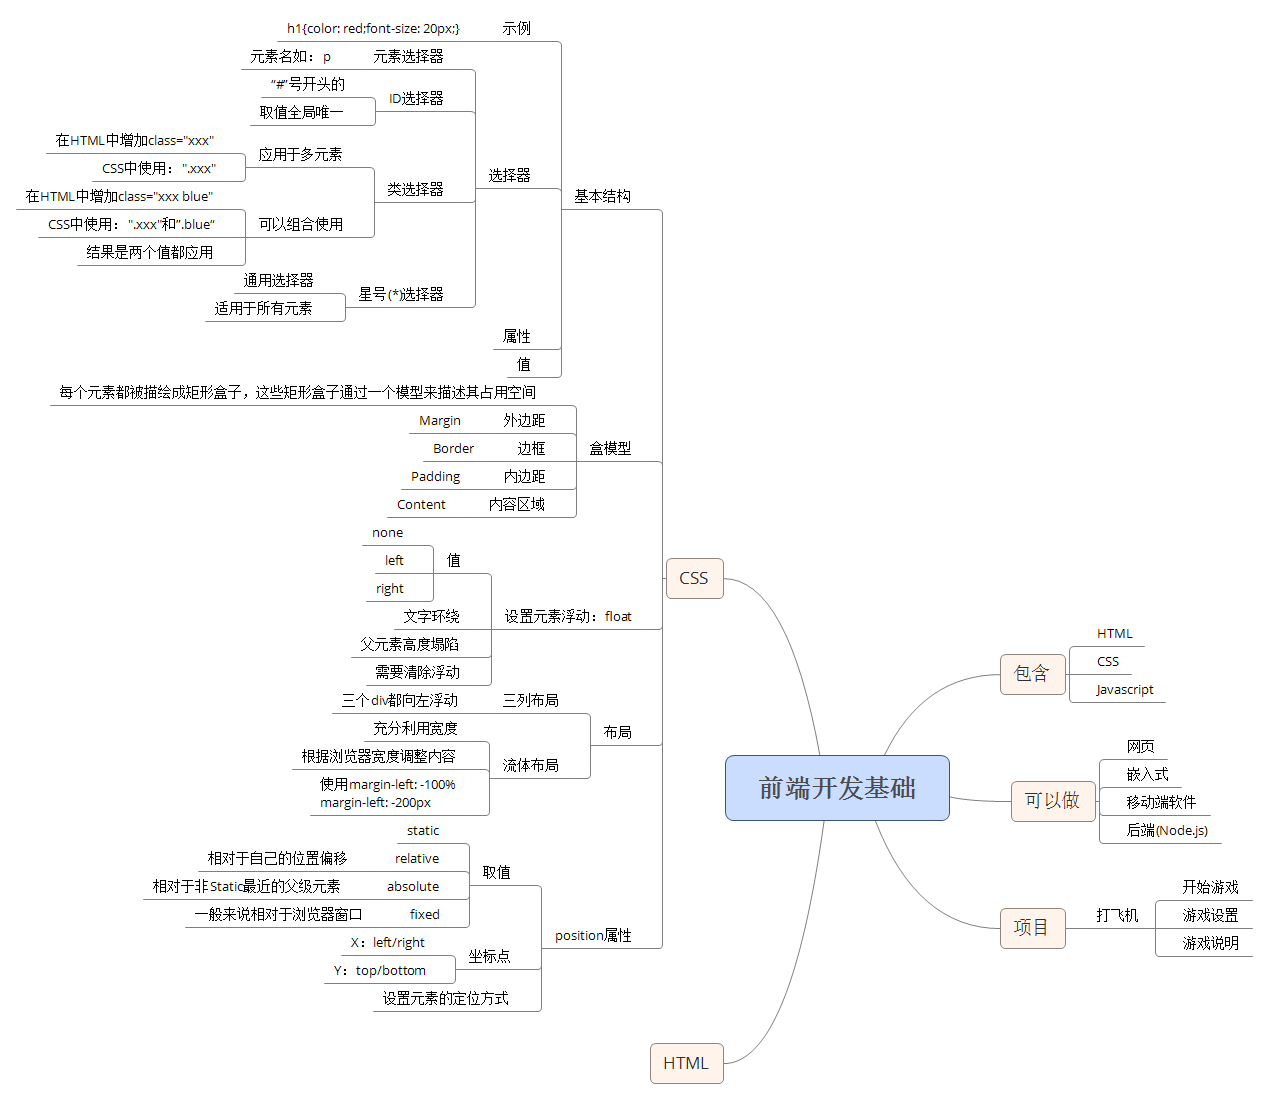 h1{color: red;font-size: 20px;}
示例
元素名如：p
元素选择器
“#”号开头的
取值全局唯一
ID选择器
在HTML中增加class="xxx"
CSS中使用：".xxx"
应用于多元素
在HTML中增加class="xxx blue"
CSS中使用：".xxx"和”.blue“
结果是两个值都应用
可以组合使用
类选择器
通用选择器
适用于所有元素
星号(*)选择器
选择器
属性
值
基本结构
每个元素都被描绘成矩形盒子，这些矩形盒子通过一个模型来描述其占用空间
Margin
外边距
Border
边框
Padding
内边距
Content
内容区域
盒模型
none
left
right
值
文字环绕
父元素高度塌陷
需要清除浮动
设置元素浮动：float
三个div都向左浮动
三列布局
充分利用宽度
根据浏览器宽度调整内容
使用margin-left: -100%
margin-left: -200px
流体布局
布局
static
相对于自己的位置偏移
relative
相对于非Static最近的父级元素
absolute
一般来说相对于浏览器窗口
fixed
取值
X：left/right
Y：top/bottom
坐标点
设置元素的定位方式
position属性
CSS
HTML
前端开发基础
包含
HTML
CSS
Javascript
可以做
网页
嵌入式
移动端软件
后端(Node.js)
项目
打飞机
开始游戏
游戏设置
游戏说明